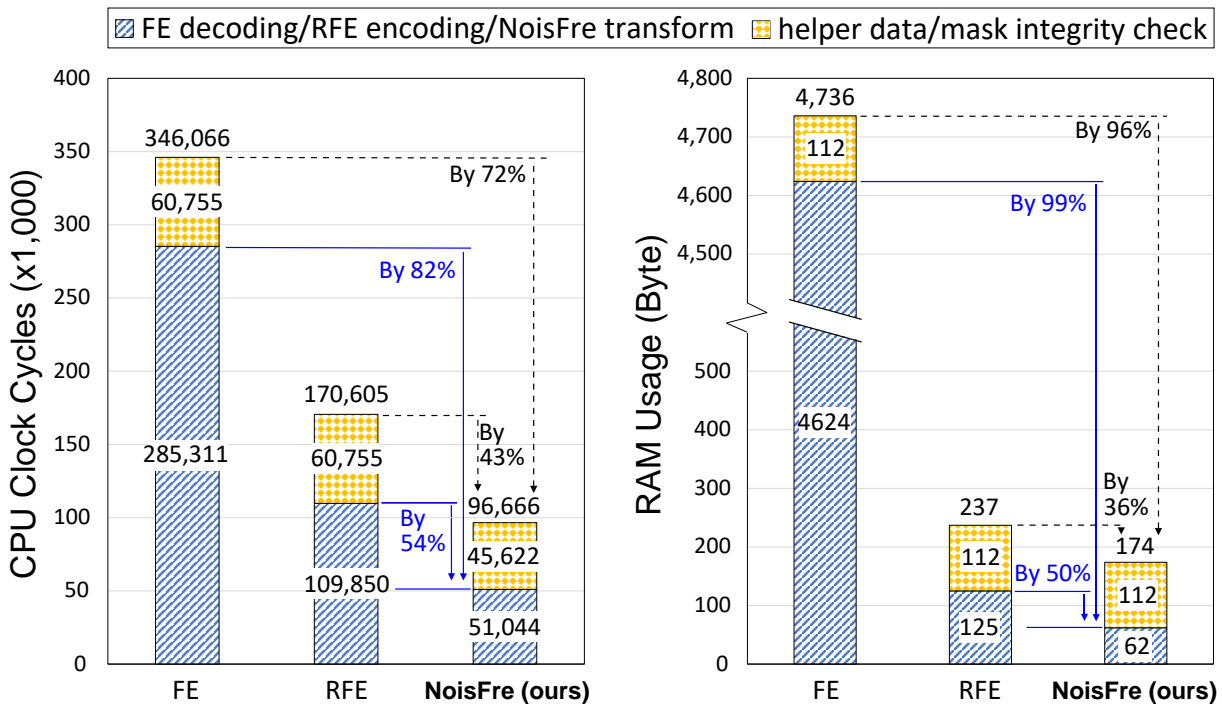 FE decoding/RFE encoding/NoisFre transform
helper data/mask integrity check
CPU Clock Cycles (x1,000)
400
350
300
250
200
150
100
50
0
346,066
60,755
285,311
By 72%
By 82%
170,605
60,755
109,850
By
43%
By
54%
96,666
45,622
51,044
FE
RFE
NoisFre (ours)
RAM Usage (Byte)
4,800
4,700
4,600
4,500
500
400
300
200
100
0
4,736
112
4624
By 96%
By 99%
237
112
125
By
36%
By 50%
174
112
62
FE
RFE
NoisFre (ours)